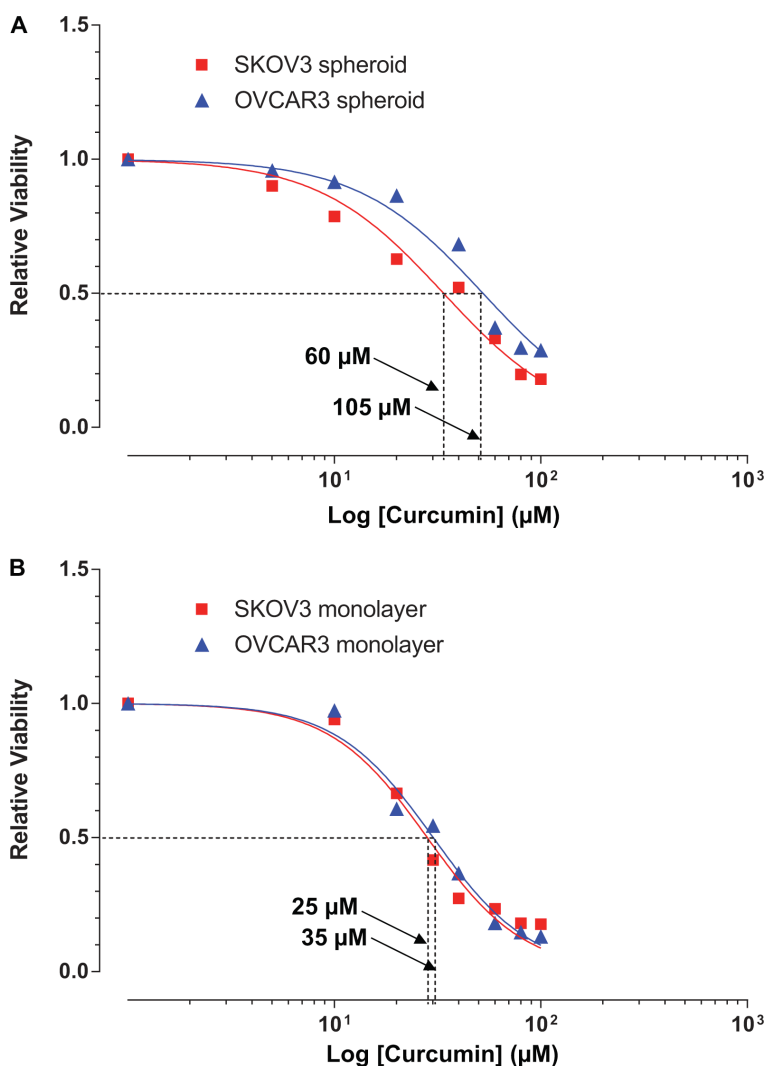 A
1.5
SKOV3 spheroid
OVCAR3 spheroid
1.0
Relative Viability
0.5
60 µM
105 µM
0.0
10¹ 10² 10³
Log [Curcumin] (µM)
B
1.5
SKOV3 monolayer
OVCAR3 monolayer
1.0
Relative Viability
0.5
25 µM
35 µM
0.0
10¹ 10² 10³
Log [Curcumin] (µM)